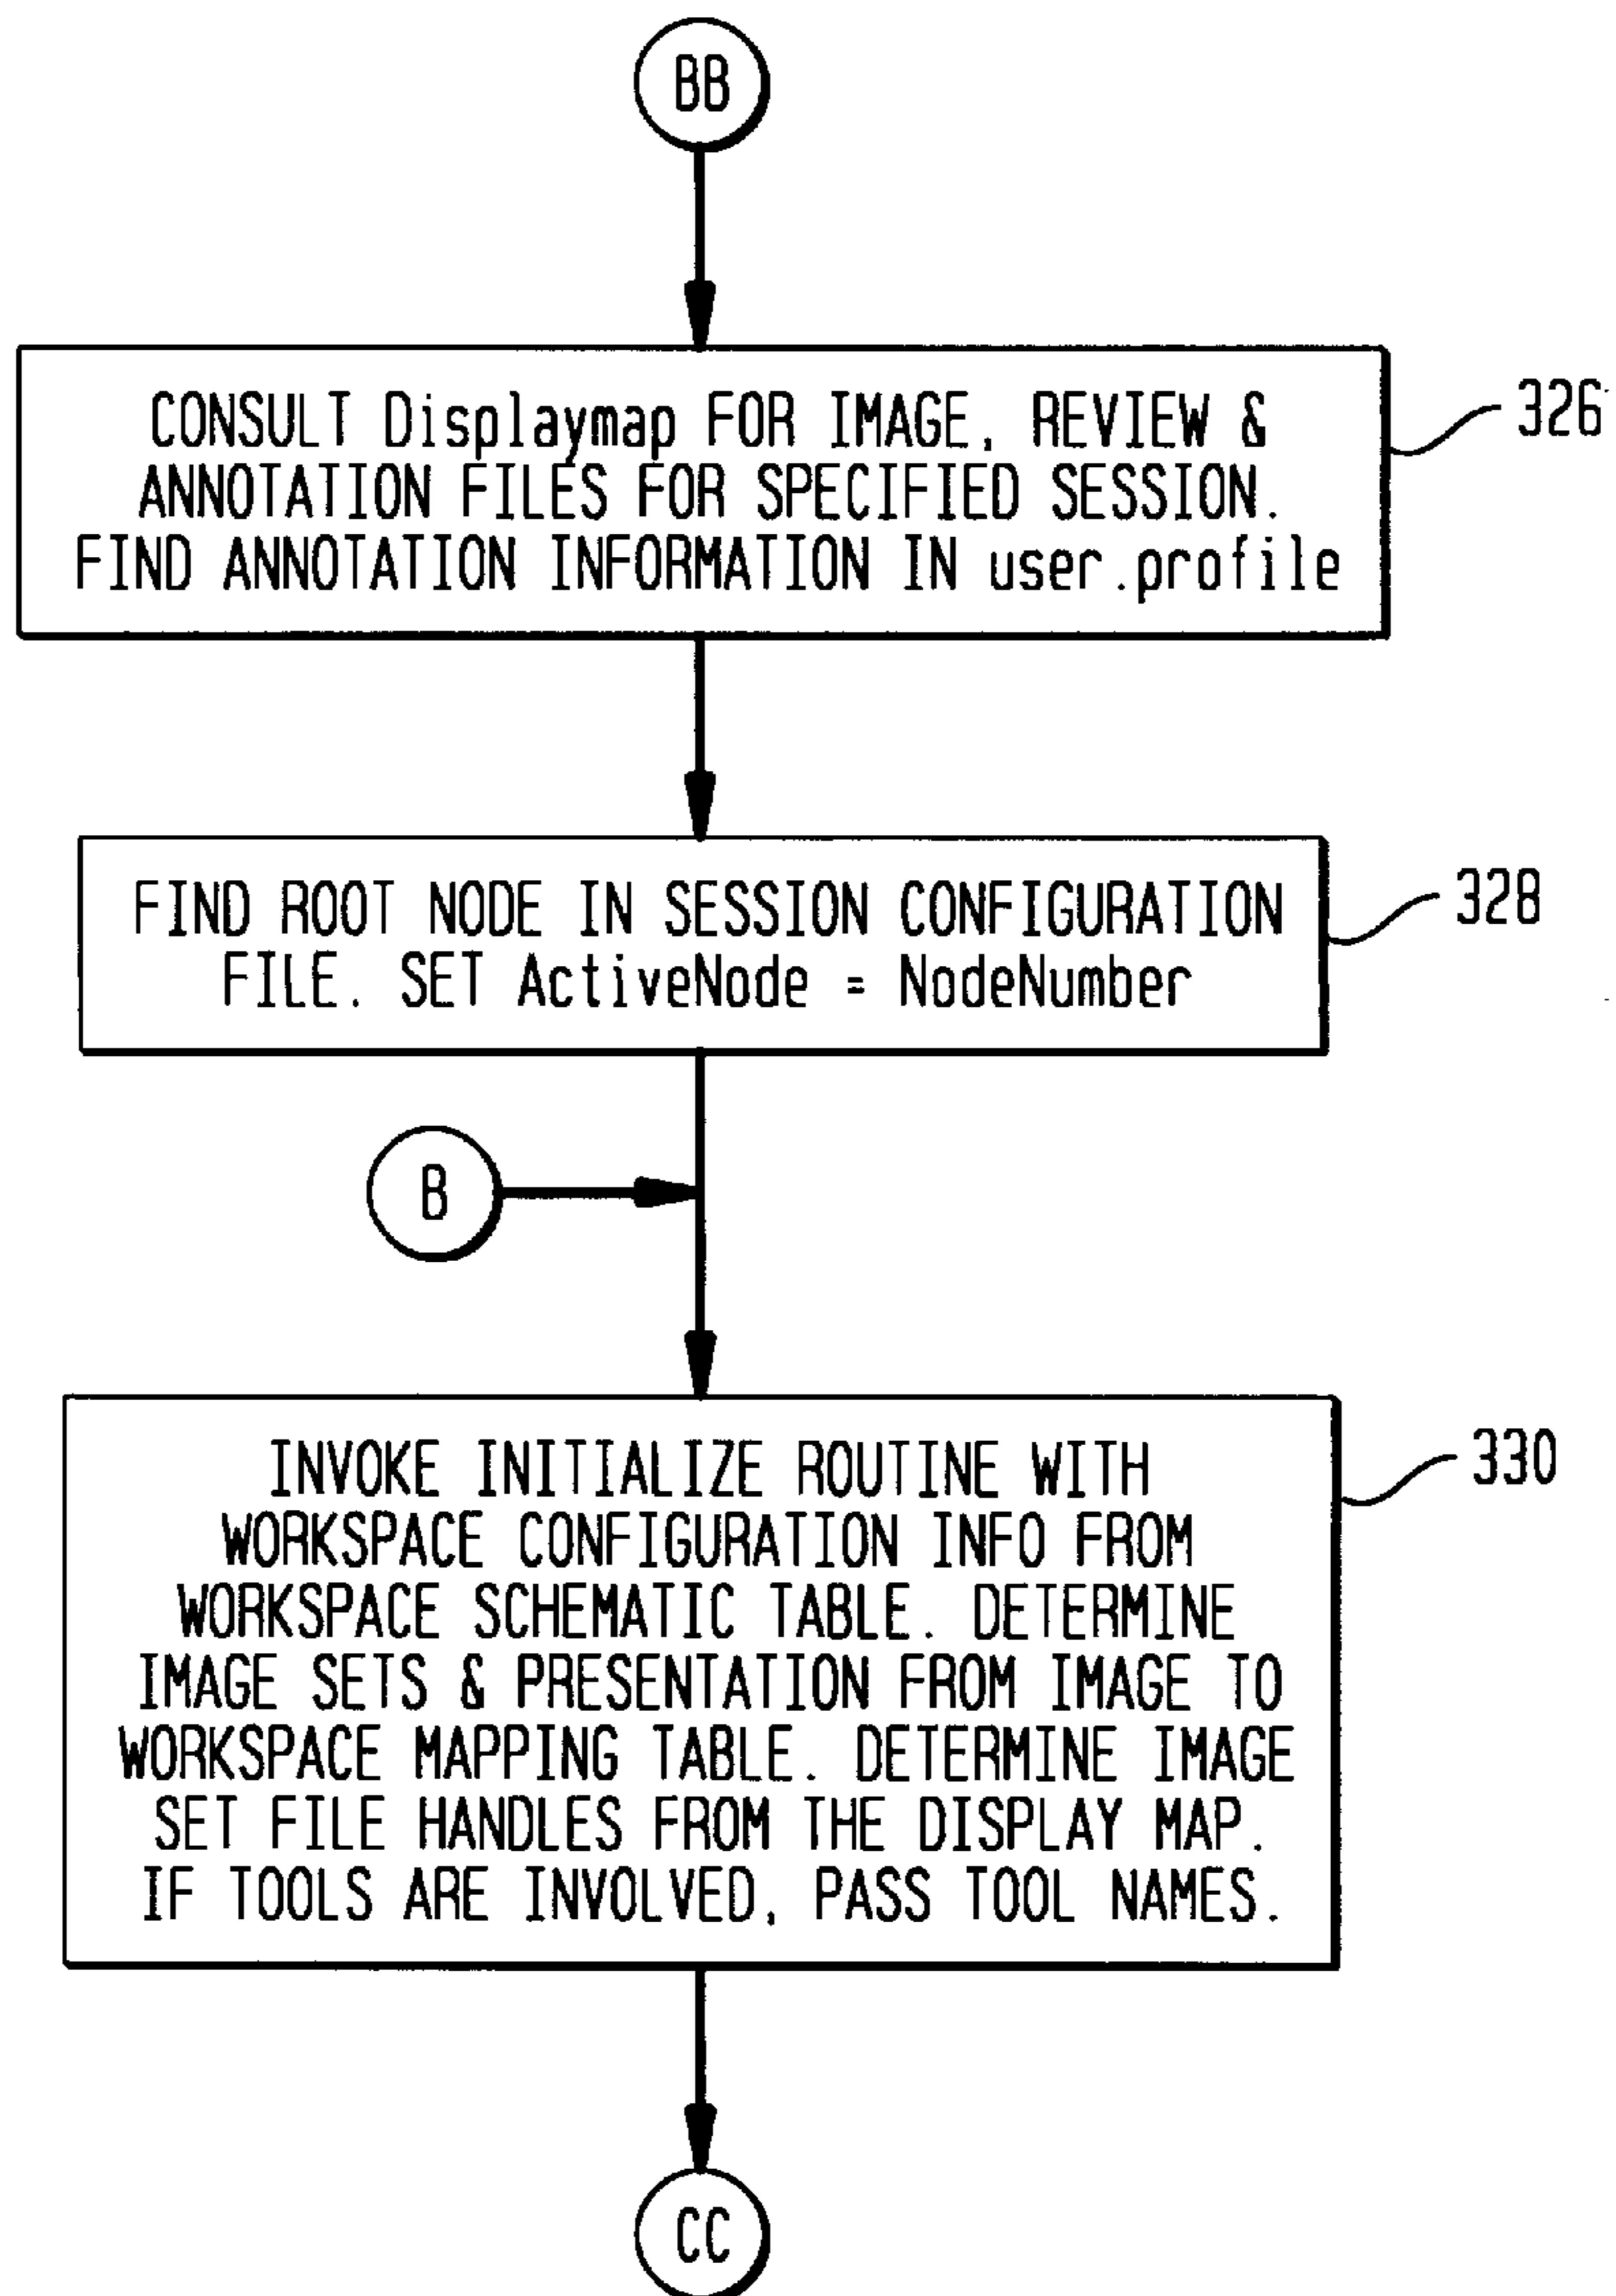 BB
CONSULT Displaymap FOR IMAGE, REVIEW &
ANNOTATION FILES FOR SPECIFIED SESSION.
FIND ANNOTATION INFORMATION IN user.profile
326
FIND ROOT NODE IN SESSION CONFIGURATION
FILE. SET ActiveNode = NodeNumber
328
B
INVOKE INITIALIZE ROUTINE WITH
WORKSPACE CONFIGURATION INFO FROM
WORKSPACE SCHEMATIC TABLE. DETERMINE
IMAGE SETS & PRESENTATION FROM IMAGE TO
WORKSPACE MAPPING TABLE. DETERMINE IMAGE
SET FILE HANDLES FROM THE DISPLAY MAP.
IF TOOLS ARE INVOLVED, PASS TOOL NAMES.
330
CC